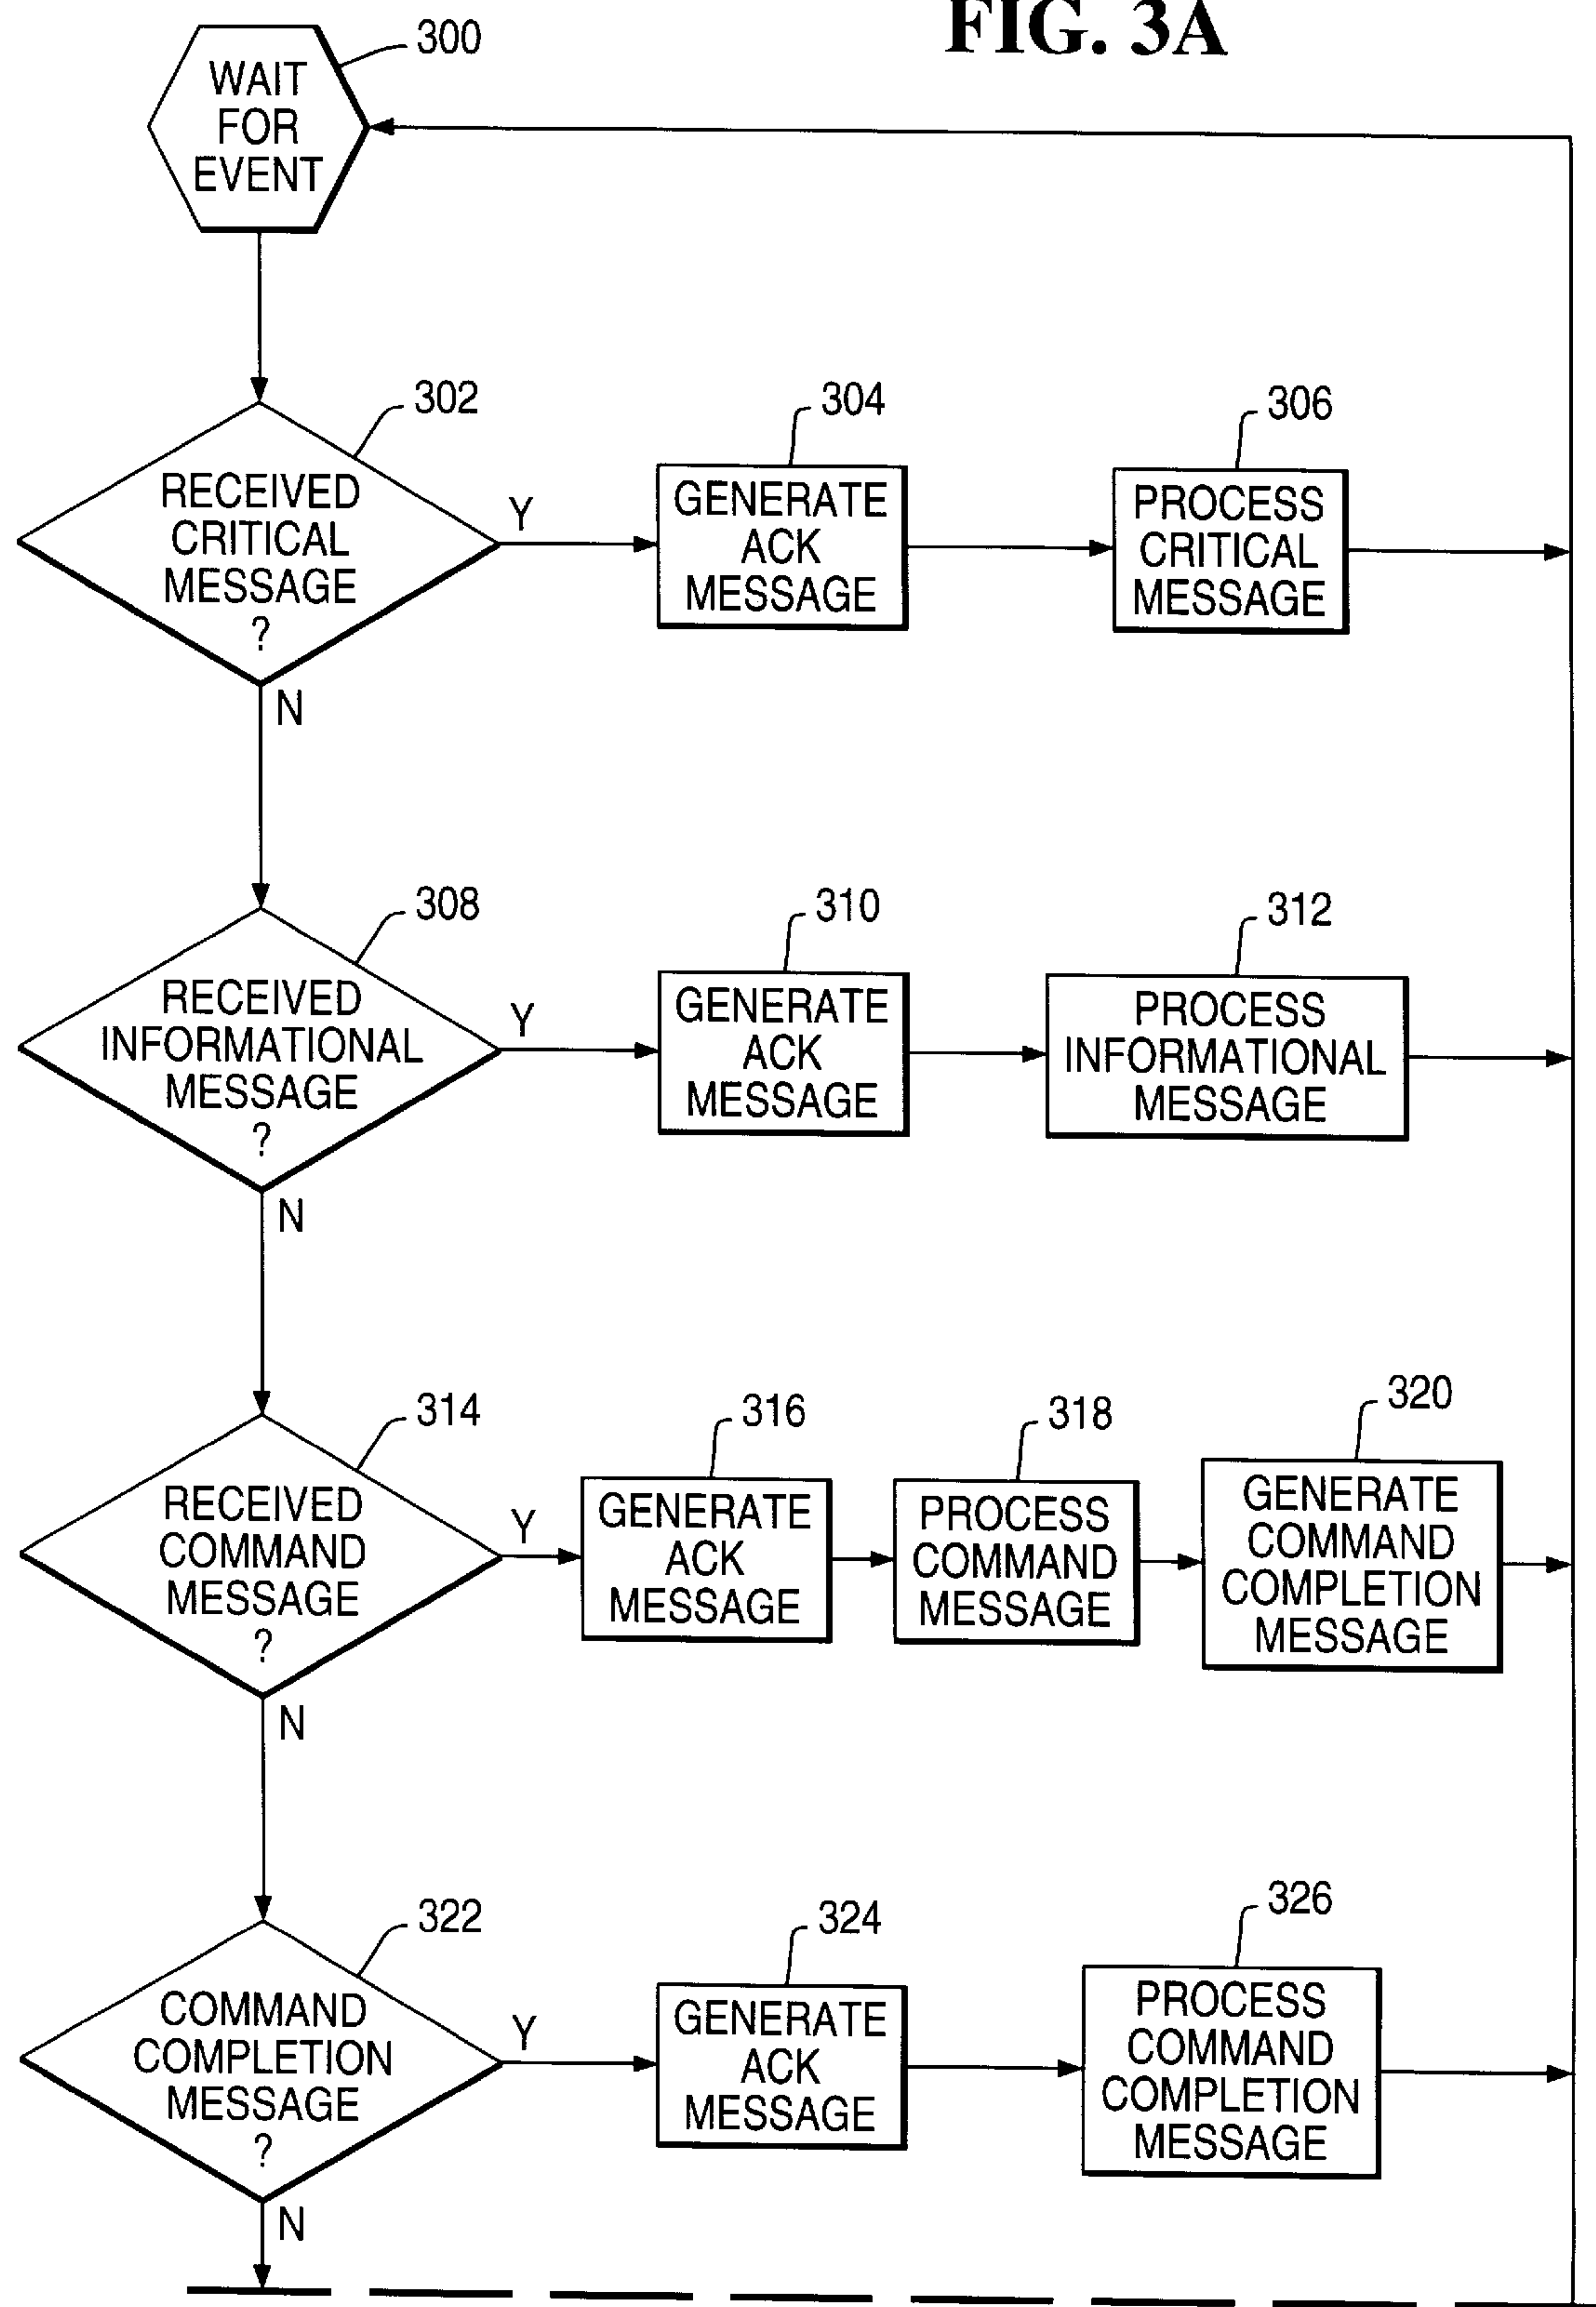 FIG. 3A
300
WAIT
FOR
EVENT
302
RECEIVED
CRITICAL
MESSAGE
?
Y
N
304
GENERATE
ACK
MESSAGE
306
PROCESS
CRITICAL
MESSAGE
308
RECEIVED
INFORMATIONAL
MESSAGE
?
Y
N
310
GENERATE
ACK
MESSAGE
312
PROCESS
INFORMATIONAL
MESSAGE
314
RECEIVED
COMMAND
MESSAGE
?
Y
N
316
GENERATE
ACK
MESSAGE
318
PROCESS
COMMAND
MESSAGE
320
GENERATE
COMMAND
COMPLETION
MESSAGE
322
COMMAND
COMPLETION
MESSAGE
?
Y
N
324
GENERATE
ACK
MESSAGE
326
PROCESS
COMMAND
COMPLETION
MESSAGE